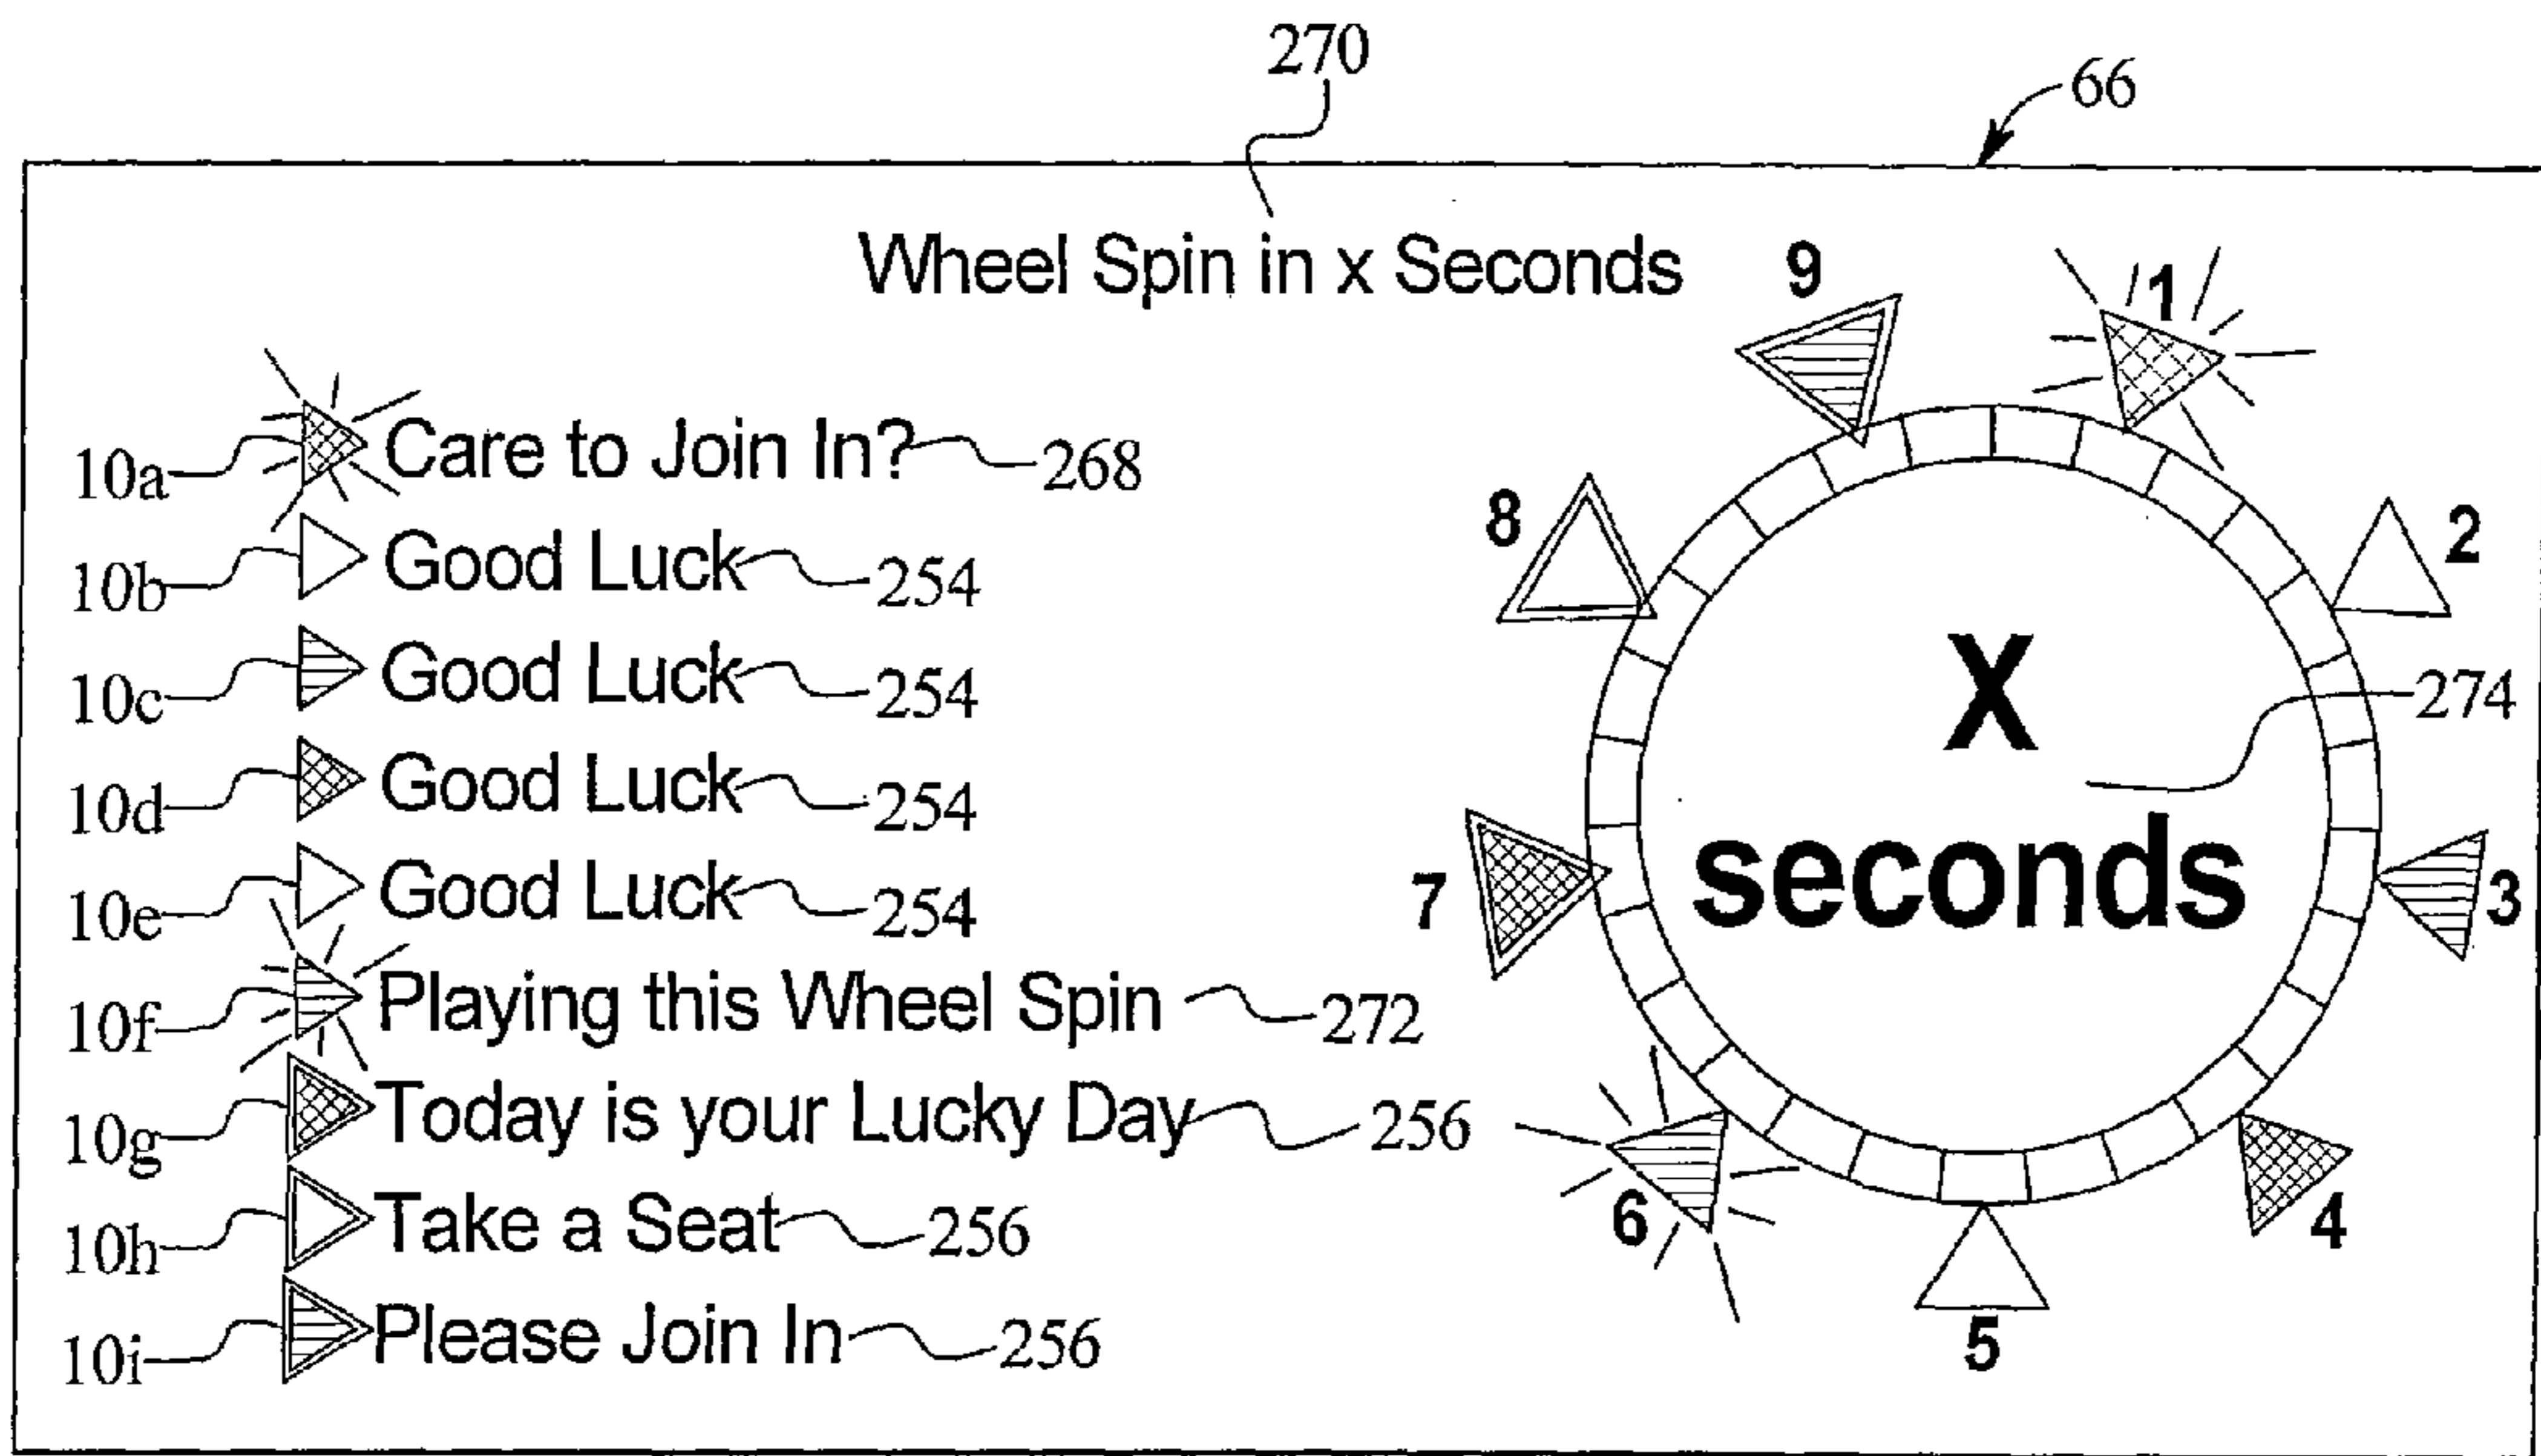 270
66
Wheel Spin in x Seconds
9
1
10a Care to Join In? 268
8
2
10b Good Luck 254
10c Good Luck 254
X
274
10d Good Luck 254
seconds
7
3
10e Good Luck 254
10f Playing this Wheel Spin 272
10g Today is your Lucky Day 256
6
4
10h Take a Seat 256
5
10i Please Join In 256